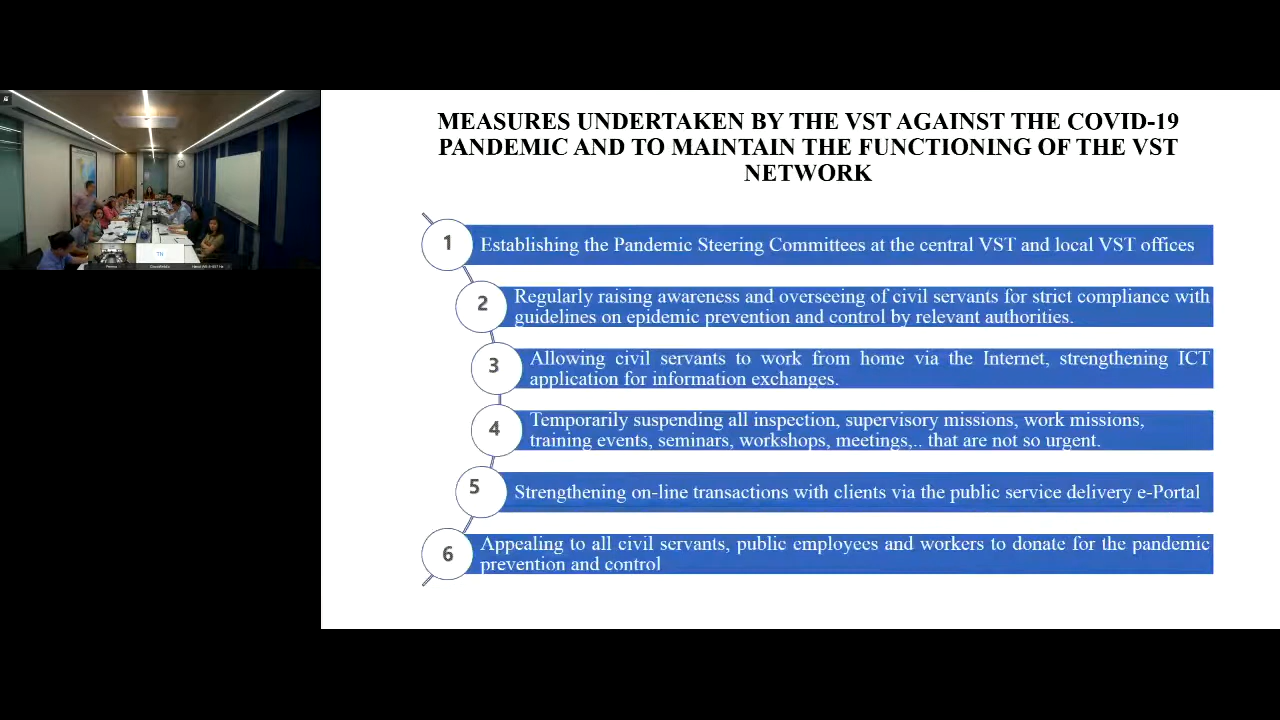 MEASURES UNDERTAKEN BY THE VST AGAINST THE COVID-19
PANDEMIC AND TO MAINTAIN THE FUNCTIONING OF THE VST
NETWORK
1
Establishing the Pandemic Steering Committees at the central VST and local VST offices
2
Regularly raising awareness and overseeing of civil servants for strict compliance with
guidelines on epidemic prevention and control by relevant authorities.
3
Allowing civil servants to work from home via the Internet, strengthening ICT
application for information exchanges.
4
Temporarily suspending all inspection, supervisory missions, work missions,
training events, seminars, workshops, meetings,.. that are not so urgent.
5
Strengthening on-line transactions with clients via the public service delivery e-Portal
6
Appealing to all civil servants, public employees and workers to donate for the pandemic
prevention and control
TN